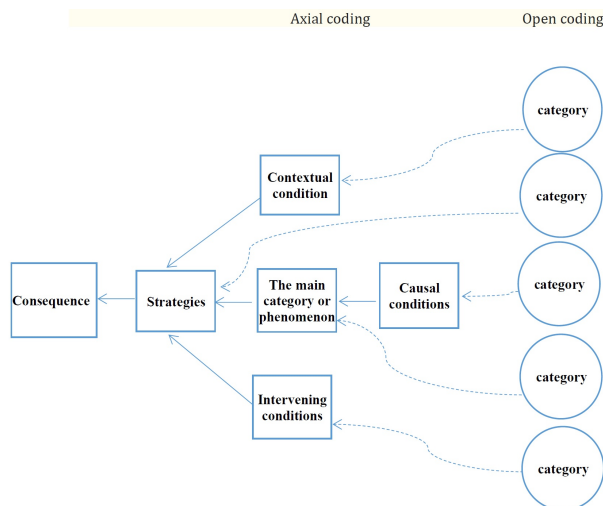 Axial coding
Open coding
category
Contextual
condition
category
Consequence
Strategies
The main
category or
phenomenon
Causal
conditions
category
category
Intervening
conditions
category